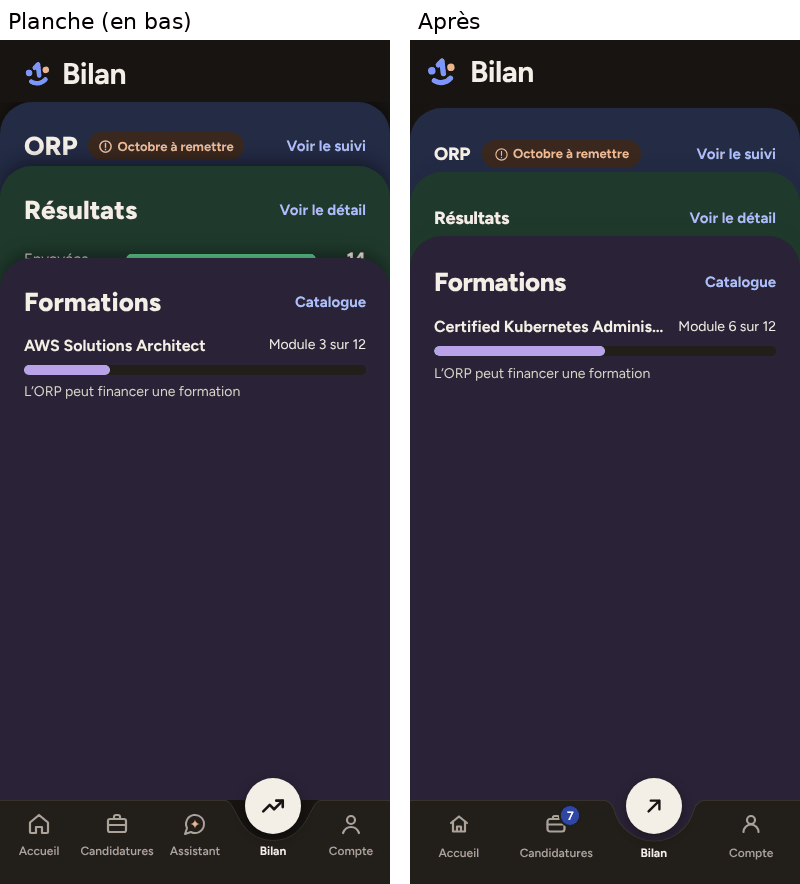 Planche (en bas)
Bilan
ORP
Octobre à remettre
Voir le suivi
Résultats
Voir le détail
Envoyées
14
Formations
Catalogue
AWS Solutions Architect
Module 3 sur 12
L’ORP peut financer une formation
Accueil
Candidatures
Assistant
Bilan
Compte
Après
Bilan
ORP
Octobre à remettre
Voir le suivi
Résultats
Voir le détail
Formations
Catalogue
Certified Kubernetes Adminis...
Module 6 sur 12
L’ORP peut financer une formation
7
Accueil
Candidatures
Bilan
Compte